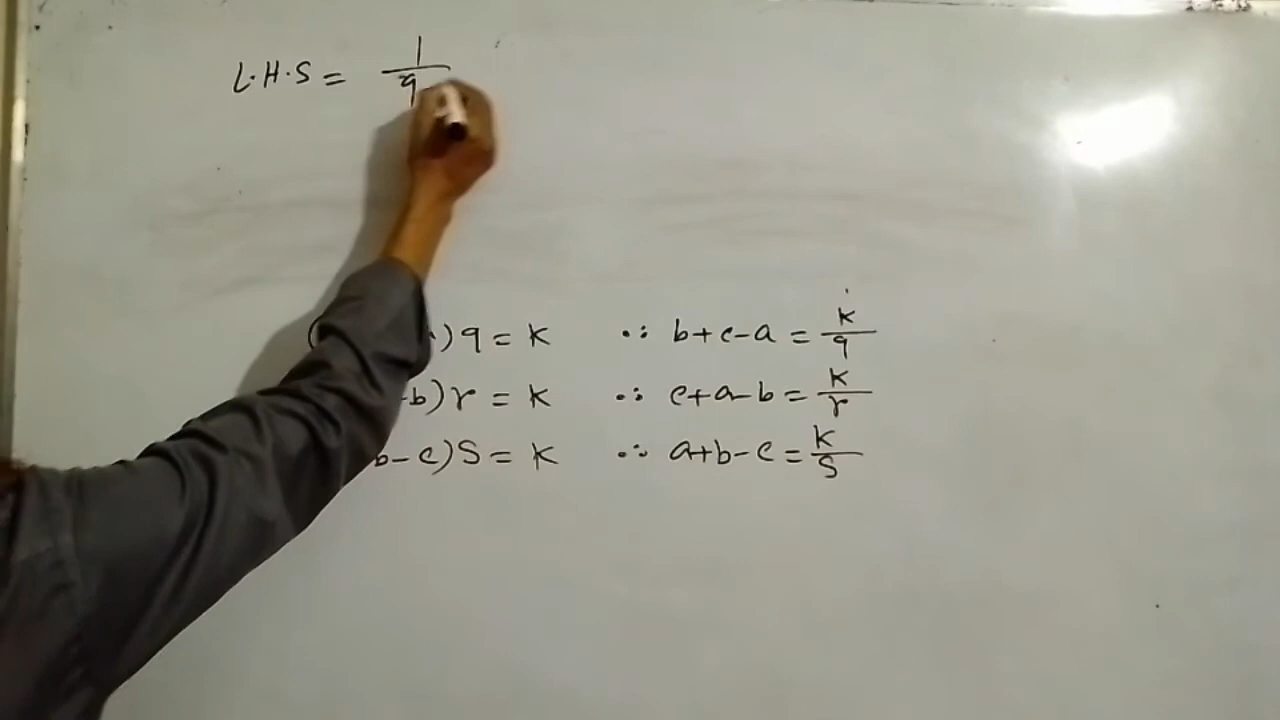 L.H.S = 1/q
( )q = K ∴ b+c-a = K/q
-b)r = K ∴ c+a-b = K/r
b-c)S = K ∴ a+b-c = K/S